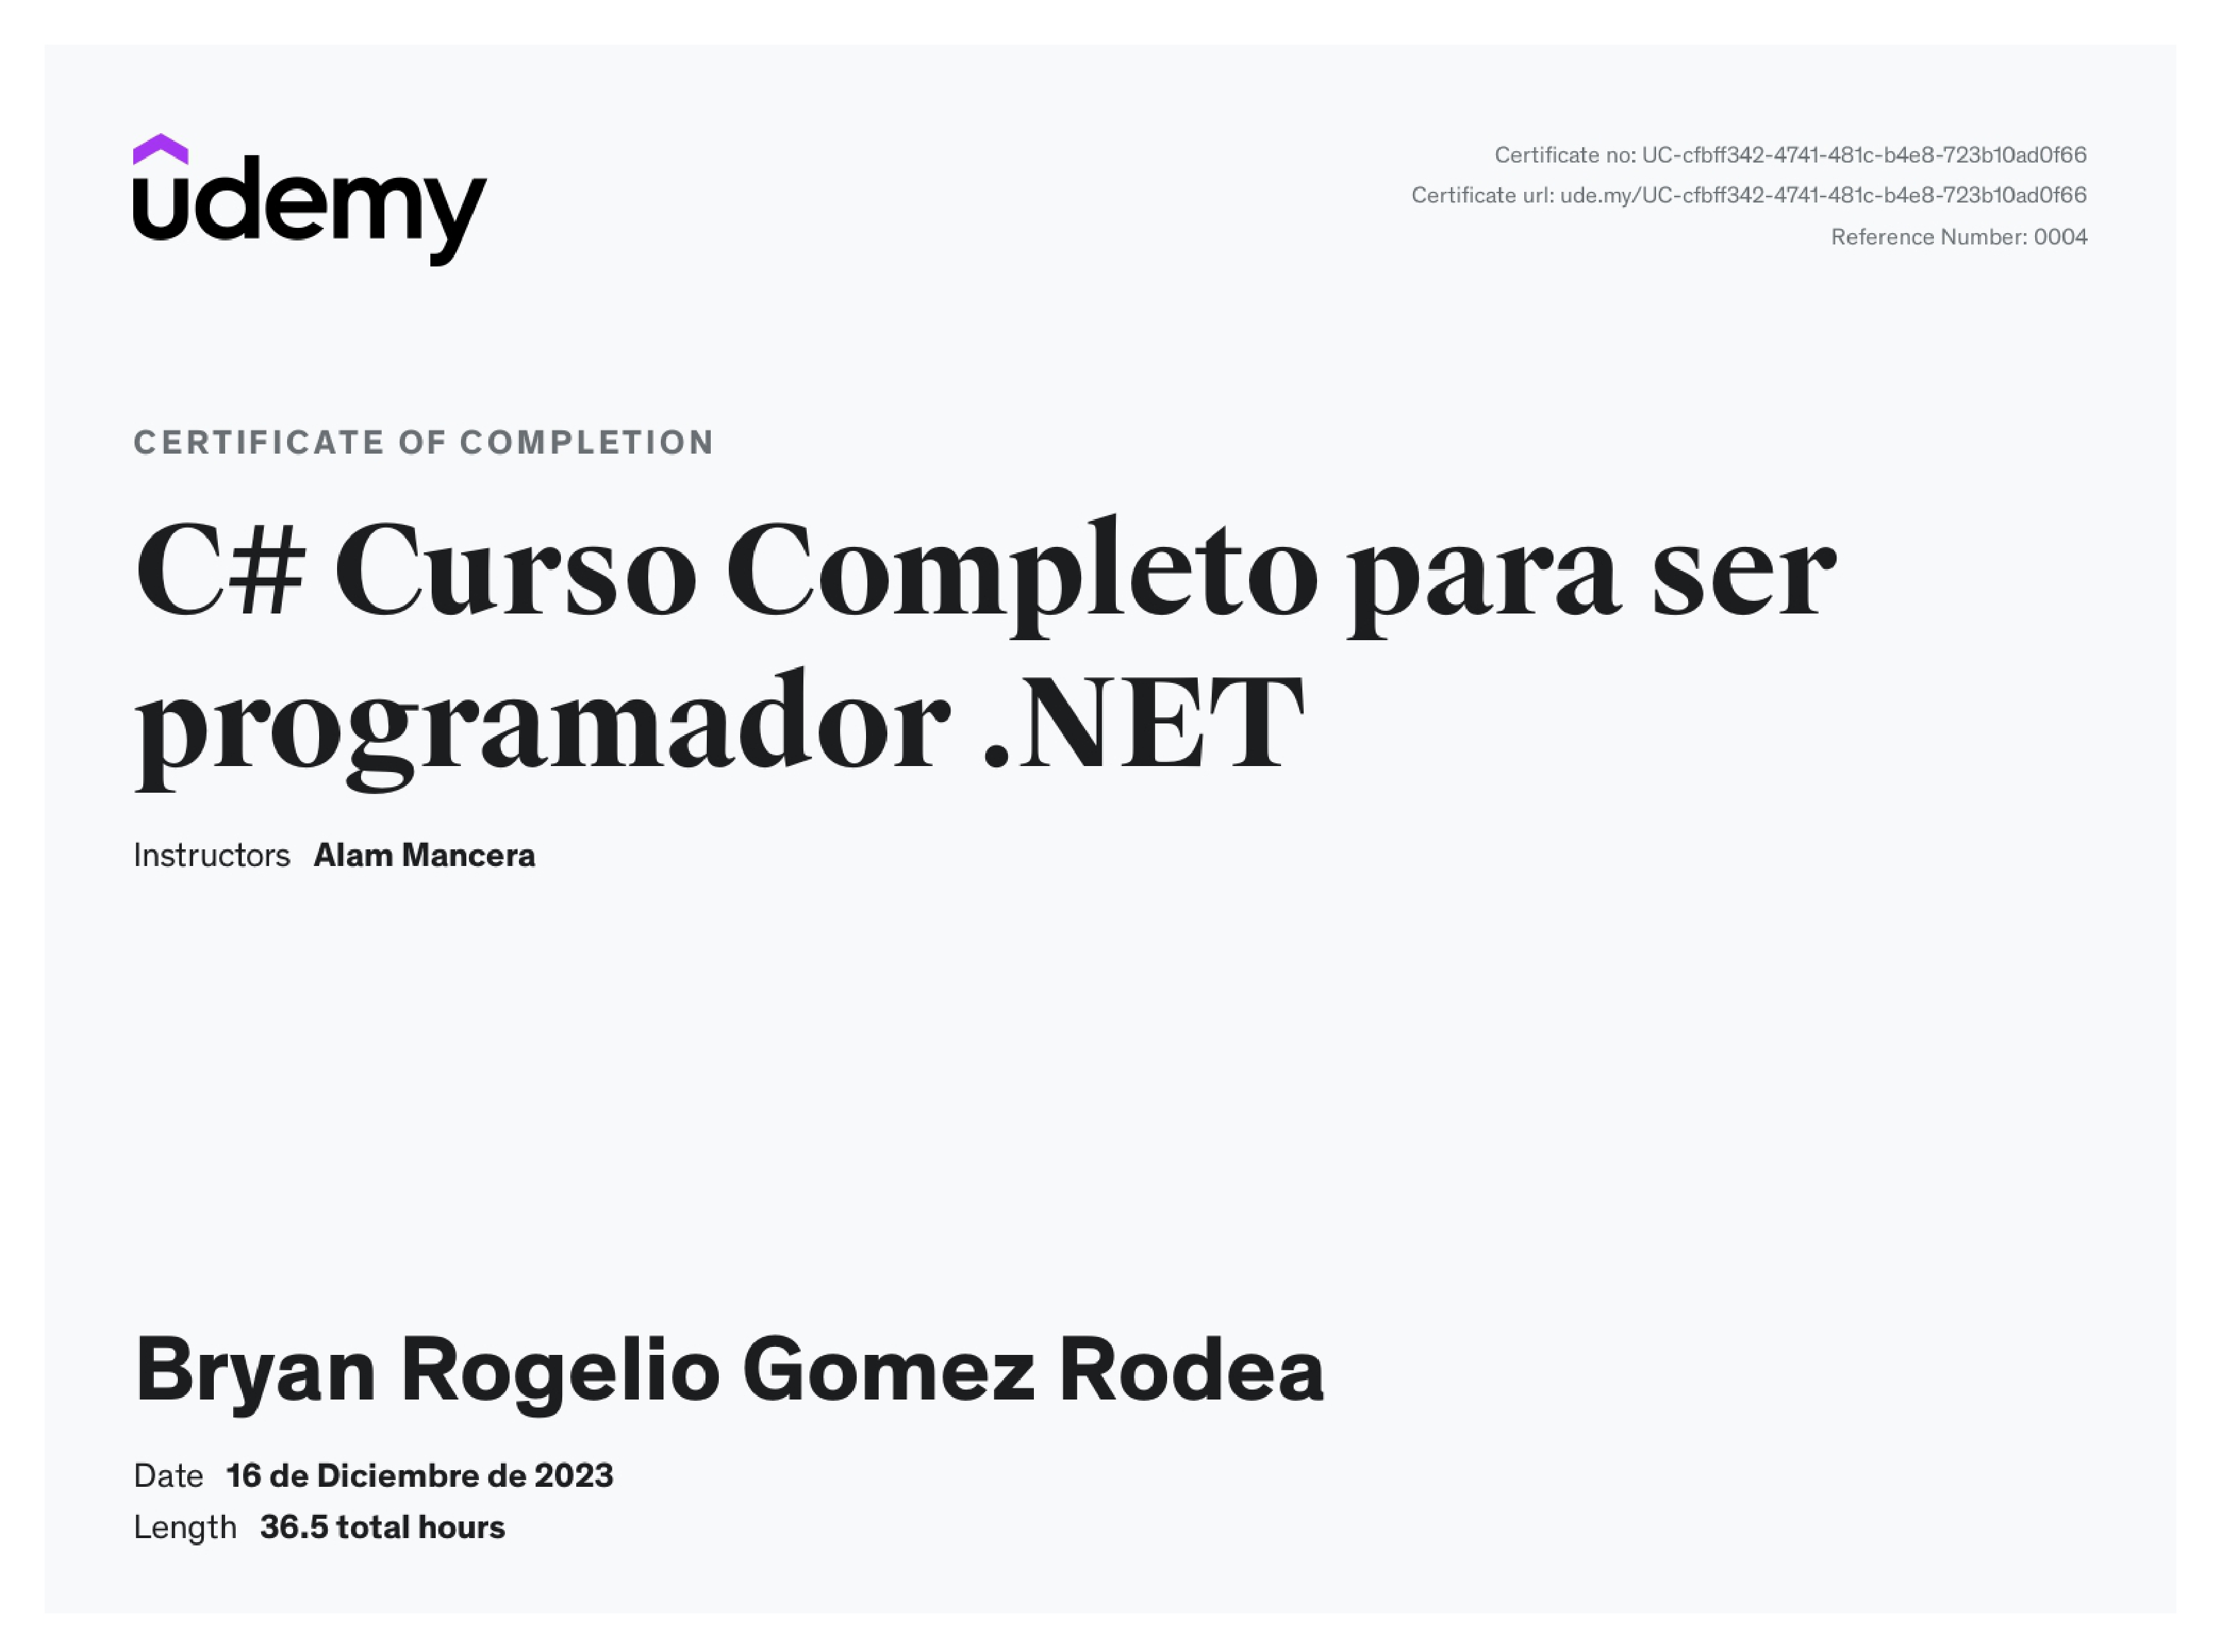 udemy
Certificate no: UC-cfbff342-4741-481c-b4e8-723b10ad0f66
Certificate url: ude.my/UC-cfbff342-4741-481c-b4e8-723b10ad0f66
Reference Number: 0004
CERTIFICATE OF COMPLETION
C# Curso Completo para ser
programador .NET
Instructors Alam Mancera
Bryan Rogelio Gomez Rodea
Date 16 de Diciembre de 2023
Length 36.5 total hours